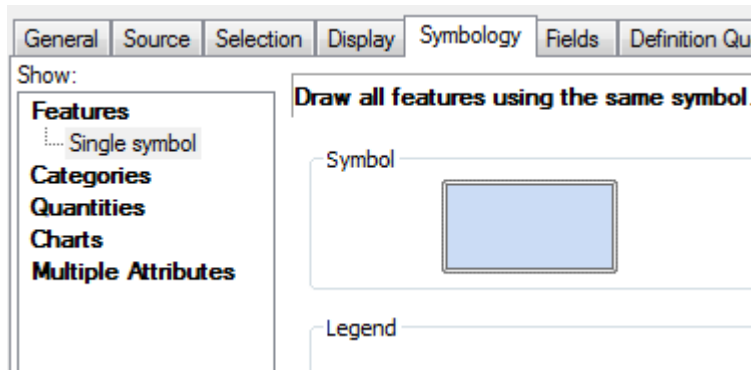 General Source Selection Display Symbology Fields Definition Qu
Show:
Features
Single symbol
Categories
Quantities
Charts
Multiple Attributes
Draw all features using the same symbol.
Symbol
Legend